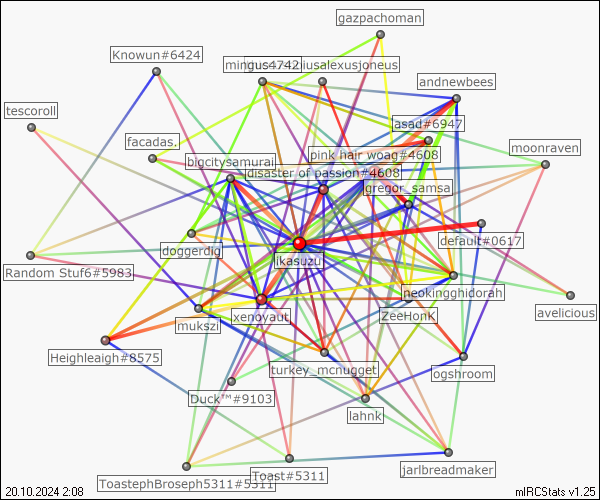 gazpachoman
Knowun#6424
mingus4742
iusalexusjoneus
andnewbees
tescoroll
asad#6947
facadas.
moonraven
bigcitysamurai
pink hair woag#4608
disaster of passion#4608
gregor_samsa
doggerdig
default#0617
ikasuzu
Random Stuf6#5983
neokingghidorah
avelicious
xenoyaut
ZeeHonk
mukszi
Heighleaigh#8575
turkey_mcnugget
ogshroom
Duck™#9103
lahnk
jarlbreadmaker
Toast#5311
ToastephBroseph5311#5311
20.10.2024 2:08
mIRCStats v1.25